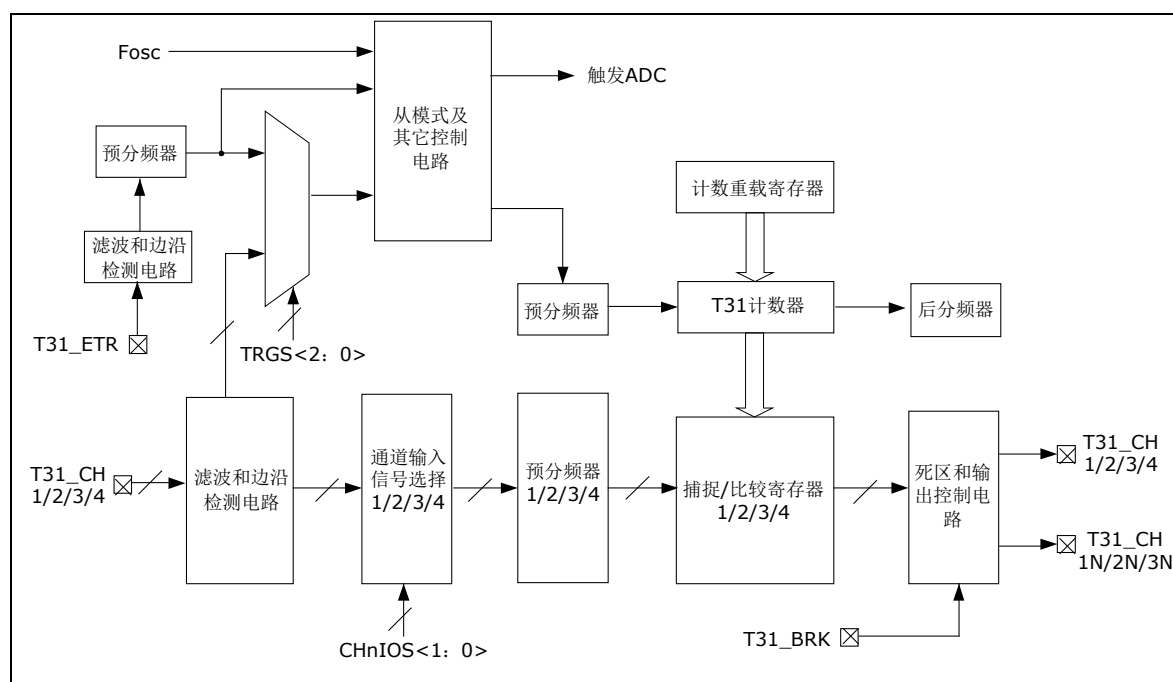 Fosc
触发ADC
从模式及
其它控制
电路
预分频器
计数重载寄存器
滤波和边沿
检测电路
预分频器
T31计数器
后分频器
T31_ETR
TRGS<2：0>
T31_CH
1/2/3/4
滤波和边沿
检测电路
通道输入
信号选择
1/2/3/4
预分频器
1/2/3/4
捕捉/比较寄存器
1/2/3/4
死区和输
出控制电
路
T31_CH
1/2/3/4
T31_CH
1N/2N/3N
T31_BRK
CHnIOS<1：0>